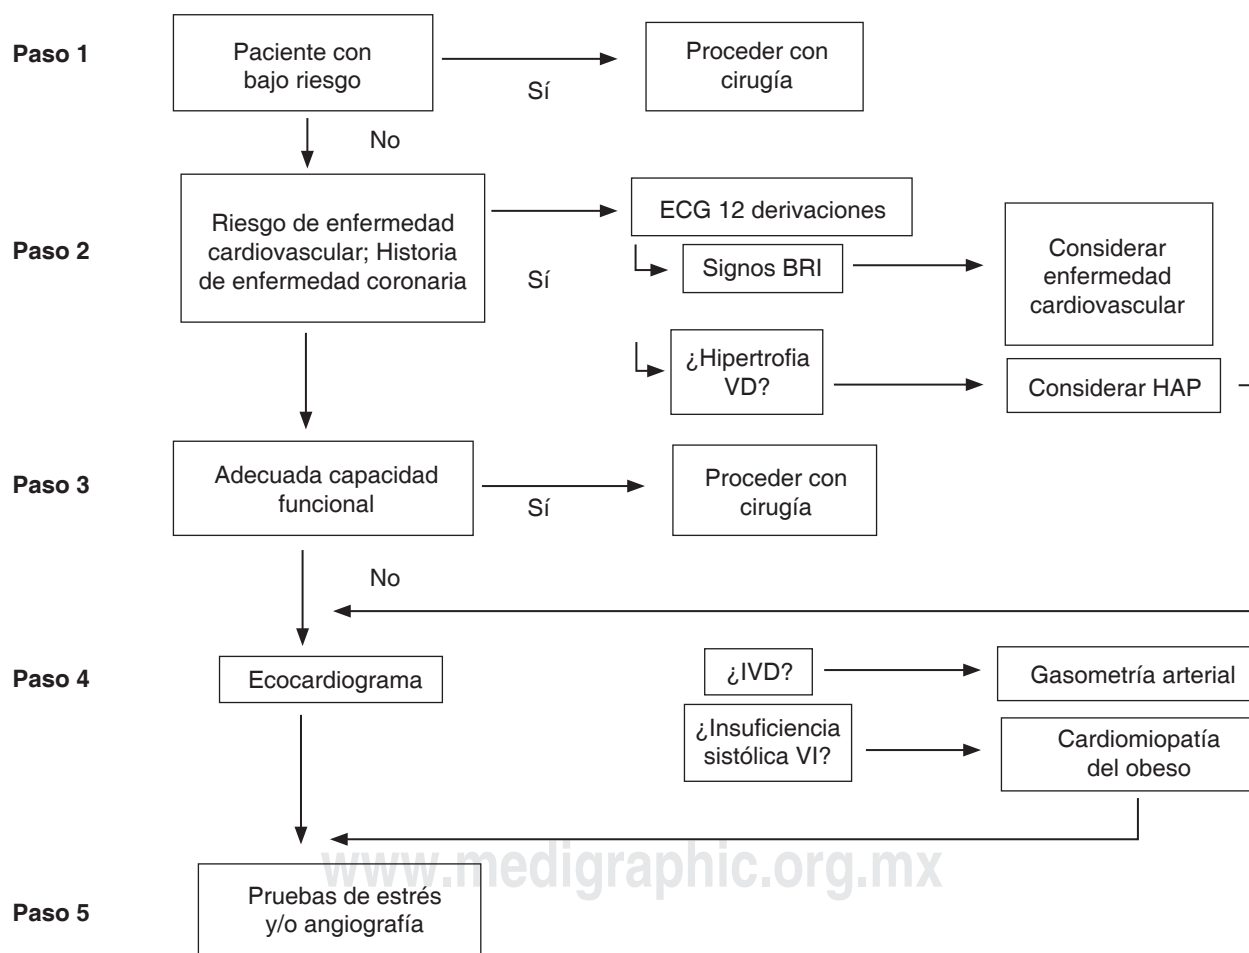 Paso 1
Paciente con
bajo riesgo
Sí
Proceder con
cirugía
No
Paso 2
Riesgo de enfermedad
cardiovascular; Historia
de enfermedad coronaria
Sí
ECG 12 derivaciones
Signos BRI
Considerar
enfermedad
cardiovascular
¿Hipertrofia
VD?
Considerar HAP
Paso 3
Adecuada capacidad
funcional
Sí
Proceder con
cirugía
No
Paso 4
Ecocardiograma
¿IVD?
Gasometría arterial
¿Insuficiencia
sistólica VI?
Cardiomiopatía
del obeso
www.medigraphic.org.mx
Paso 5
Pruebas de estrés
y/o angiografía